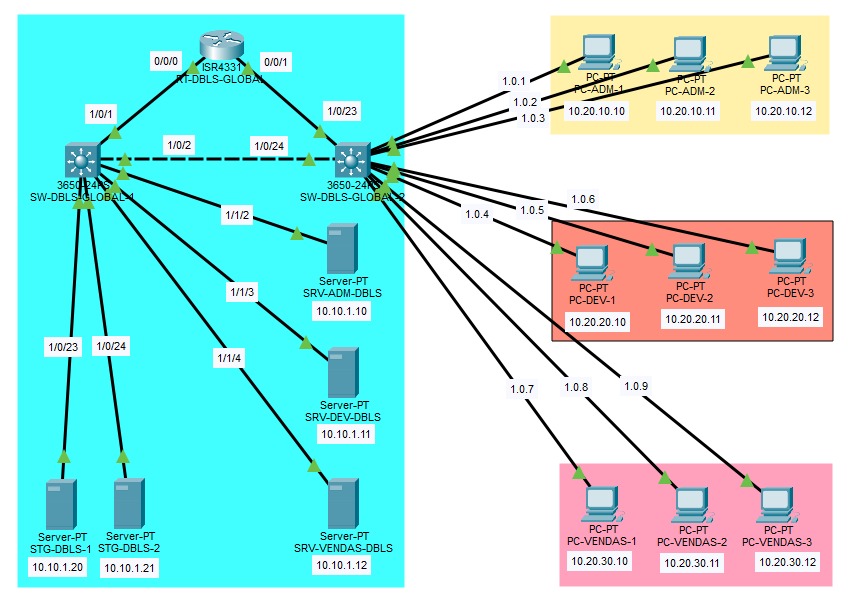 0/0/0
0/0/1
ISR4331
RT-DBLS-GLOBAL
1/0/1
1/0/23
1/0/2
1/0/24
3650-24PS
SW-DBLS-GLOBAL-1
3650-24PS
SW-DBLS-GLOBAL-2
1.0.1
1.0.2
1.0.3
PC-PT
PC-ADM-1
10.20.10.10
PC-PT
PC-ADM-2
10.20.10.11
PC-PT
PC-ADM-3
10.20.10.12
1.0.4
1.0.5
1.0.6
PC-PT
PC-DEV-1
10.20.20.10
PC-PT
PC-DEV-2
10.20.20.11
PC-PT
PC-DEV-3
10.20.20.12
1/1/2
Server-PT
SRV-ADM-DBLS
10.10.1.10
1/1/3
Server-PT
SRV-DEV-DBLS
10.10.1.11
1/1/4
Server-PT
SRV-VENDAS-DBLS
10.10.1.12
1/0/23
1/0/24
Server-PT
STG-DBLS-1
10.10.1.20
Server-PT
STG-DBLS-2
10.10.1.21
1.0.7
1.0.8
1.0.9
PC-PT
PC-VENDAS-1
10.20.30.10
PC-PT
PC-VENDAS-2
10.20.30.11
PC-PT
PC-VENDAS-3
10.20.30.12